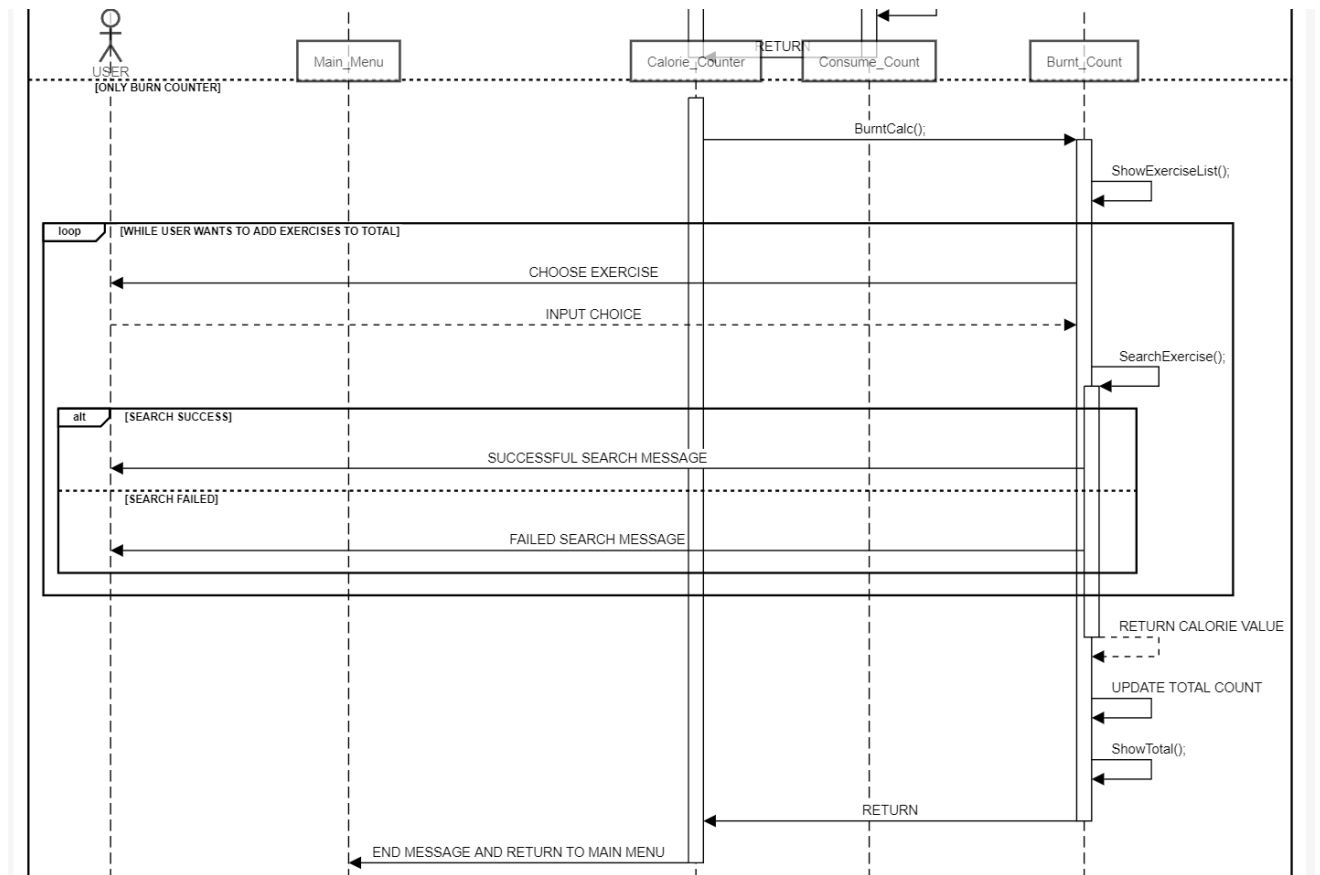 RETURN
USER
Main_Menu
Calorie_Counter
Consume_Count
Burnt_Count
[ONLY BURN COUNTER]
BurntCalc();
ShowExerciseList();
loop
[WHILE USER WANTS TO ADD EXERCISES TO TOTAL]
CHOOSE EXERCISE
INPUT CHOICE
SearchExercise();
alt
[SEARCH SUCCESS]
SUCCESSFUL SEARCH MESSAGE
[SEARCH FAILED]
FAILED SEARCH MESSAGE
RETURN CALORIE VALUE
UPDATE TOTAL COUNT
ShowTotal();
RETURN
END MESSAGE AND RETURN TO MAIN MENU